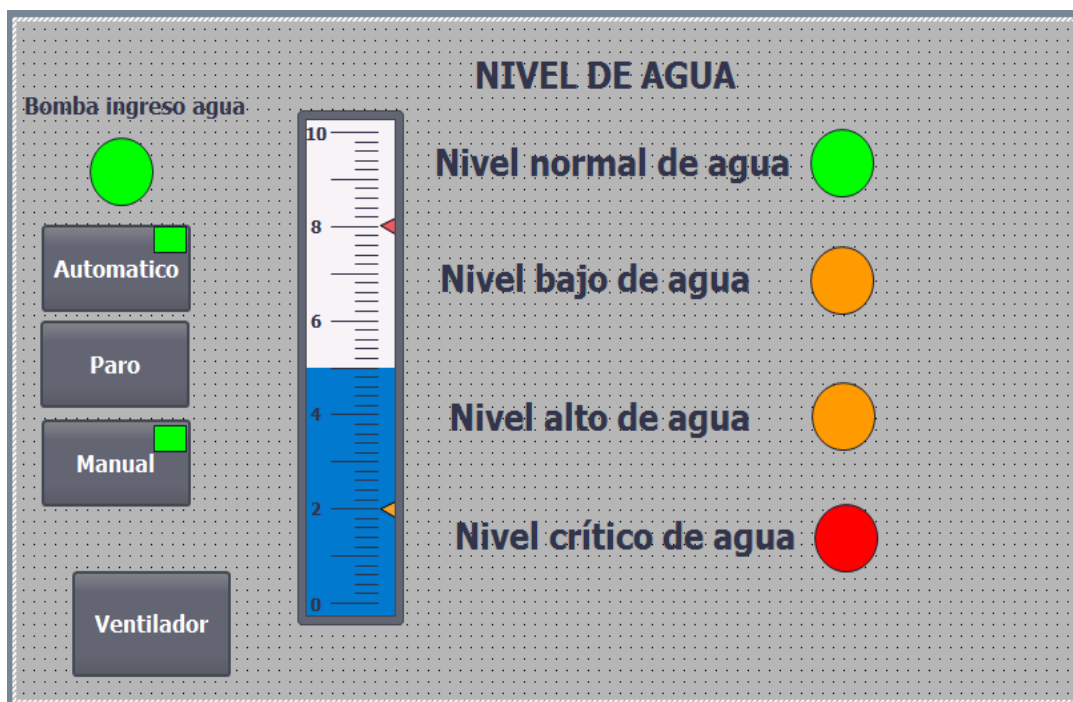 NIVEL DE AGUA
Bomba ingreso agua
10
Nivel normal de agua
8
Automatico
Nivel bajo de agua
6
Paro
4
Nivel alto de agua
Manual
2
Nivel crítico de agua
0
Ventilador